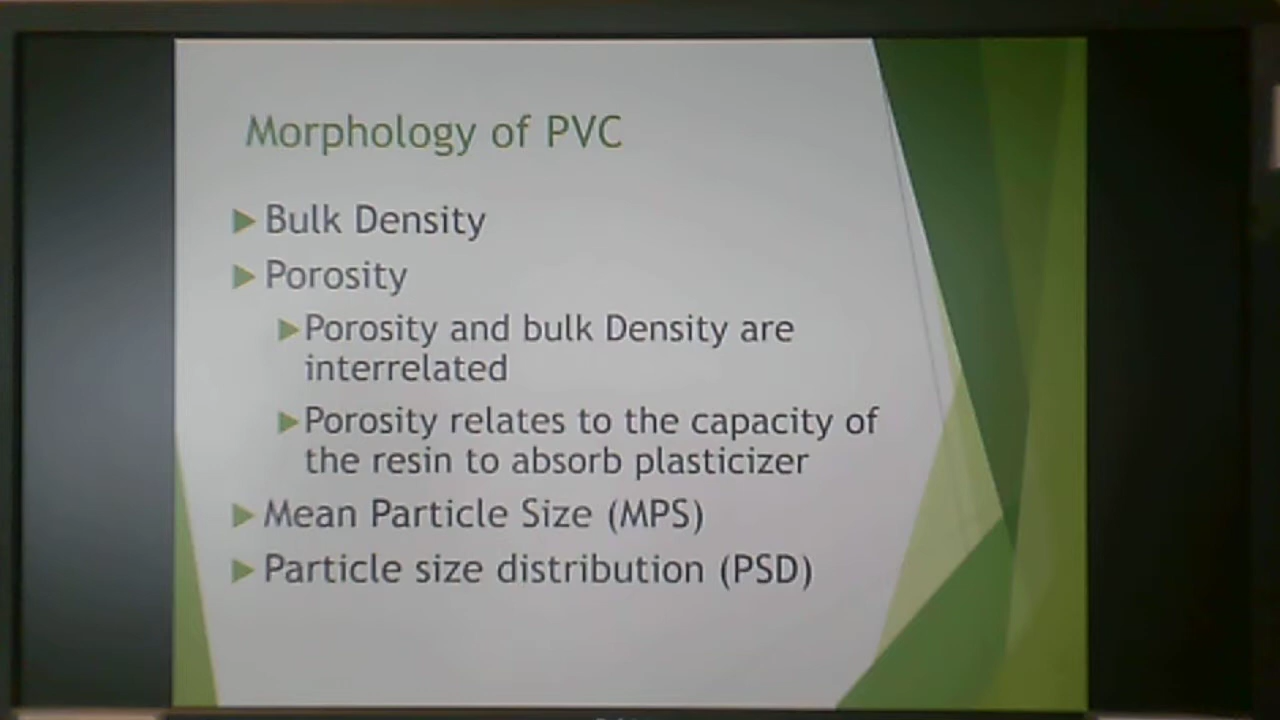 Morphology of PVC
Bulk Density
Porosity
Porosity and bulk Density are
interrelated
Porosity relates to the capacity of
the resin to absorb plasticizer
Mean Particle Size (MPS)
Particle size distribution (PSD)